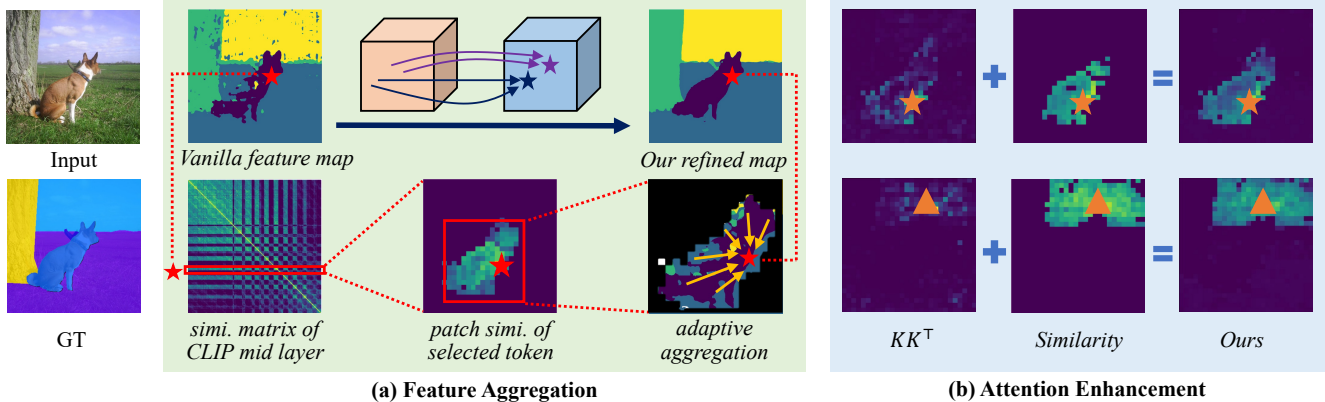 Input
GT
Vanilla feature map
Our refined map
simi. matrix of
CLIP mid layer
patch simi. of
selected token
adaptive
aggregation
(a) Feature Aggregation
+
=
+
=
KK⊤
Similarity
Ours
(b) Attention Enhancement